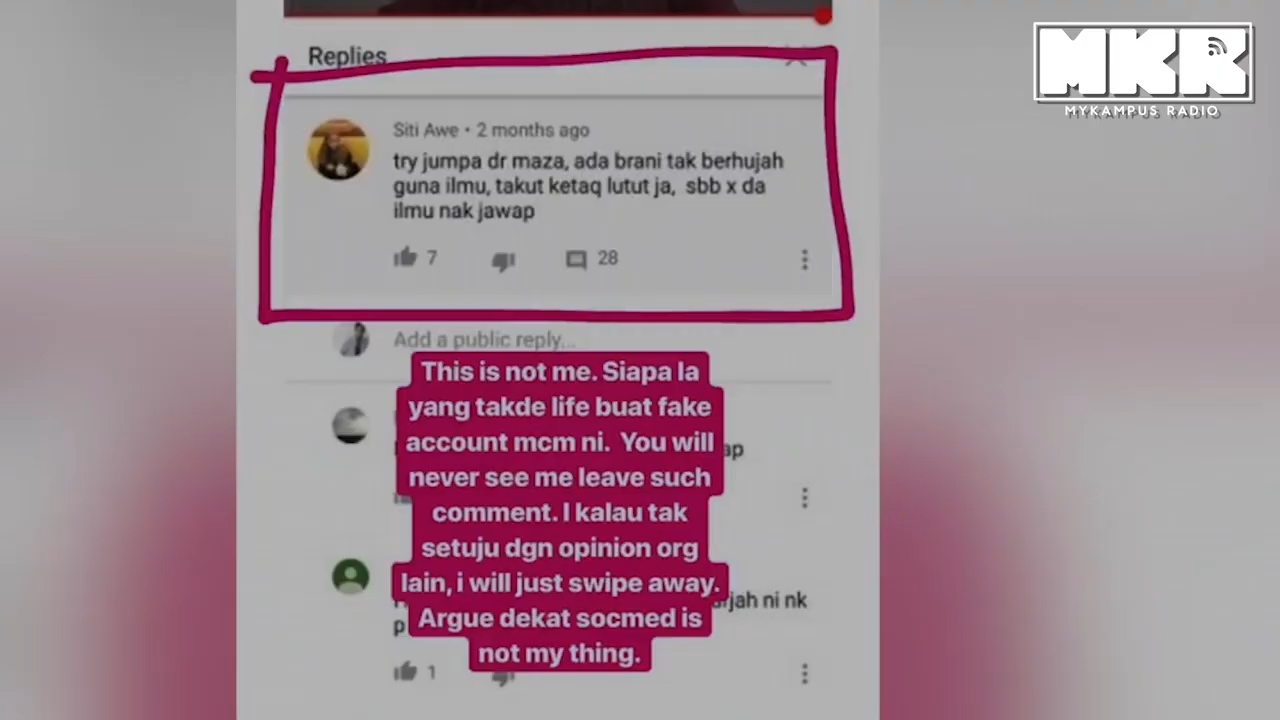 MKR
MYKAMPUS RADIO
Replies
Siti Awe • 2 months ago
try jumpa dr maza, ada brani tak berhujah
guna ilmu, takut ketaq lutut ja, sbb x da
ilmu nak jawap
7
28
Add a public reply...
This is not me. Siapa la
yang takde life buat fake
account mcm ni. You will
never see me leave such
comment. I kalau tak
setuju dgn opinion org
lain, i will just swipe away.
Argue dekat socmed is
not my thing.
ni nk
1